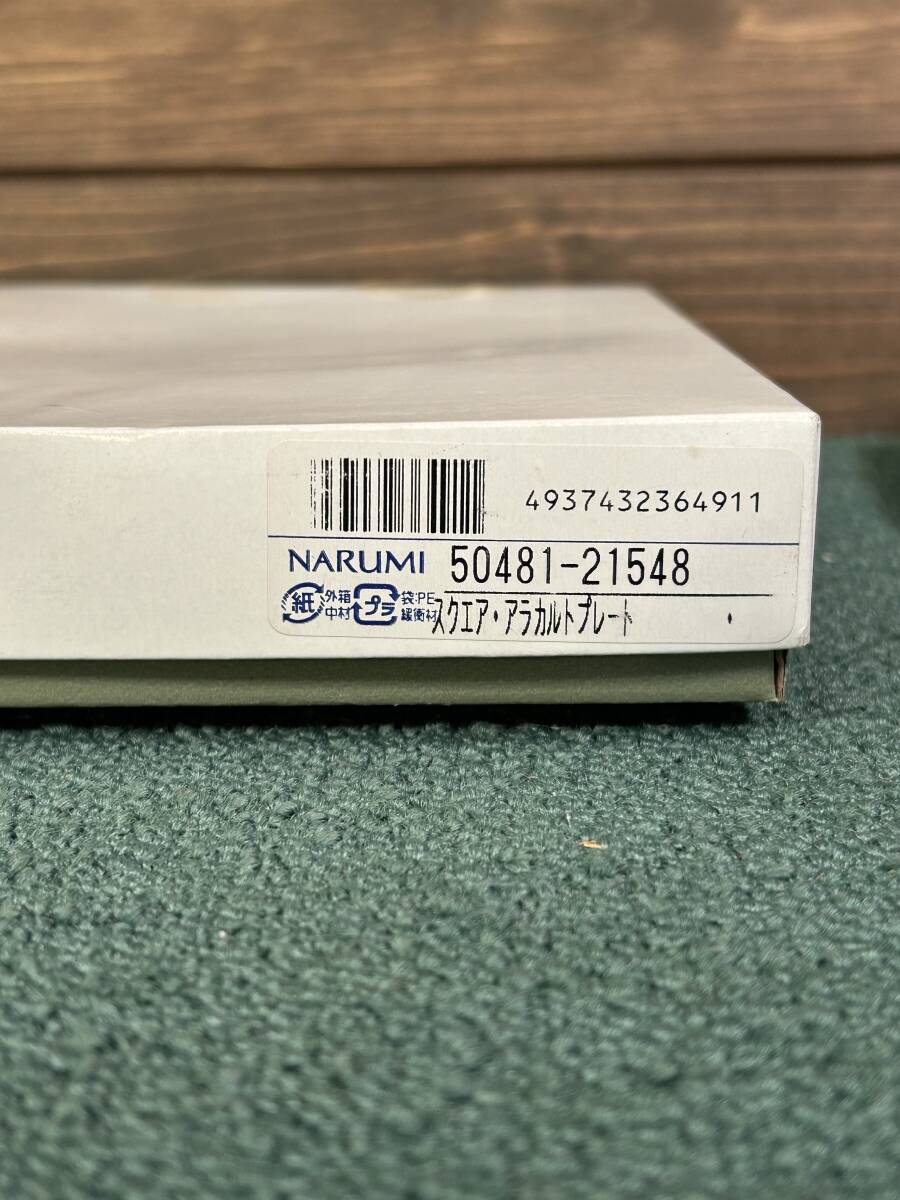 4937432364911
NARUMI 50481-21548
紙 外箱 中材 プラ 袋:PE 緩衝材
スクエア・アラカルトプレート